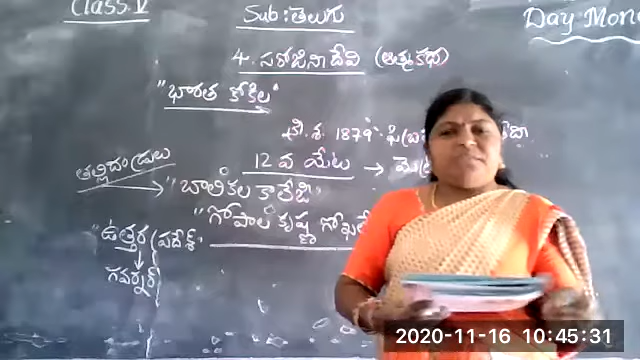 Class: V
Sub: తెలుగు
Day Mon
4. సరోజినీదేవి (ఆత్మకథ)
"భారత కోకిల"
క్రీ.శ. 1879
తల్లిదండ్రులు
12 వ యేట →
→ "బాలికల కాలేజి"
"గోపాల కృష్ణ గోఖలే
"ఉత్తర ప్రదేశ్"
గవర్నర్
2020-11-16 10:45:31